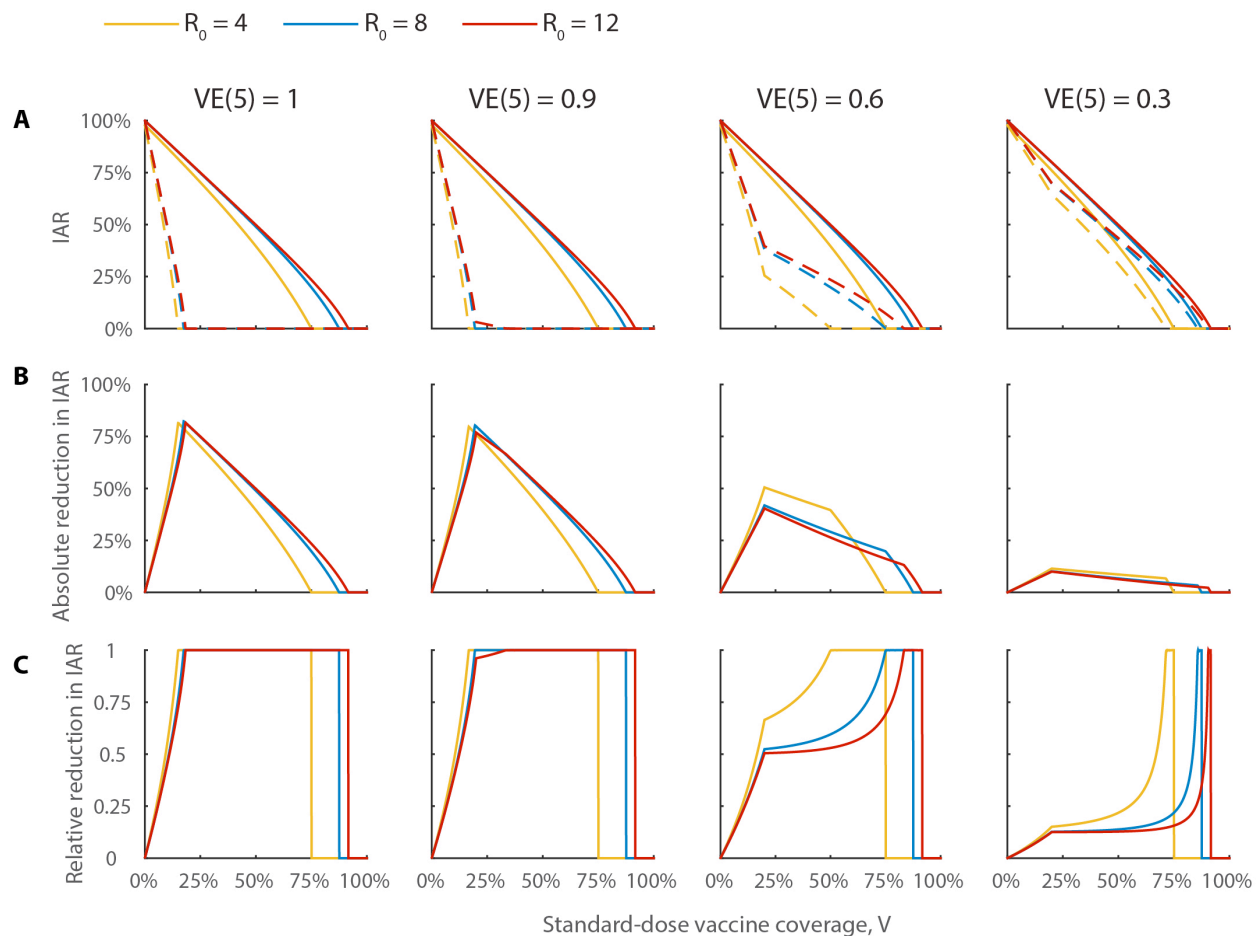 R0 = 4 R0 = 8 R0 = 12
VE(5) = 1 VE(5) = 0.9 VE(5) = 0.6 VE(5) = 0.3
A
IAR
100%
75%
50%
25%
0%
B
Absolute reduction in IAR
100%
75%
50%
25%
0%
C
Relative reduction in IAR
1
0.75
0.5
0.25
0
0% 25% 50% 75% 100% 0% 25% 50% 75% 100% 0% 25% 50% 75% 100% 0% 25% 50% 75% 100%
Standard-dose vaccine coverage, V